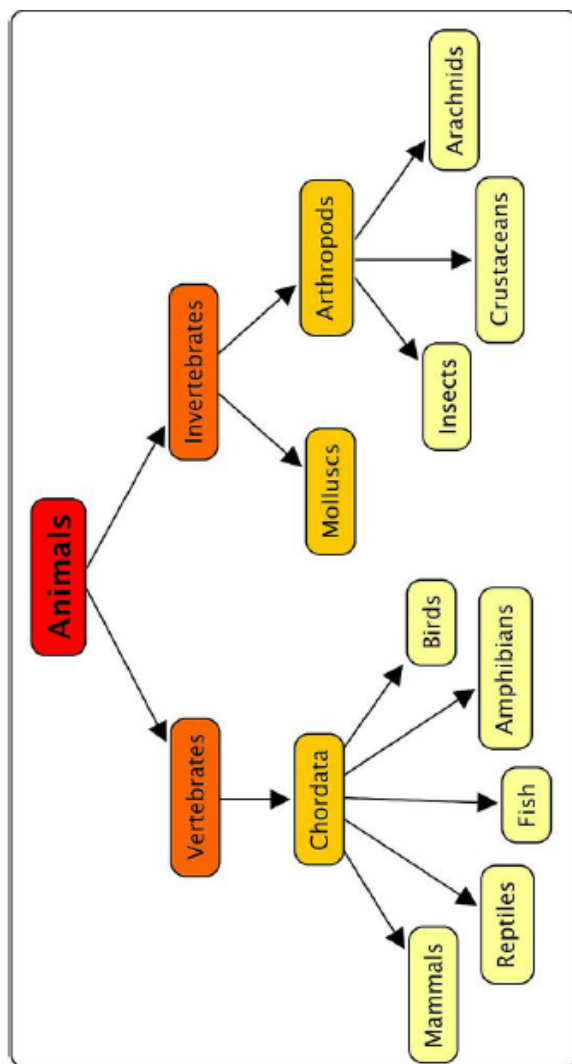 Animals
Vertebrates
Invertebrates
Chordata
Molluscs
Arthropods
Mammals
Reptiles
Fish
Amphibians
Birds
Insects
Crustaceans
Arachnids